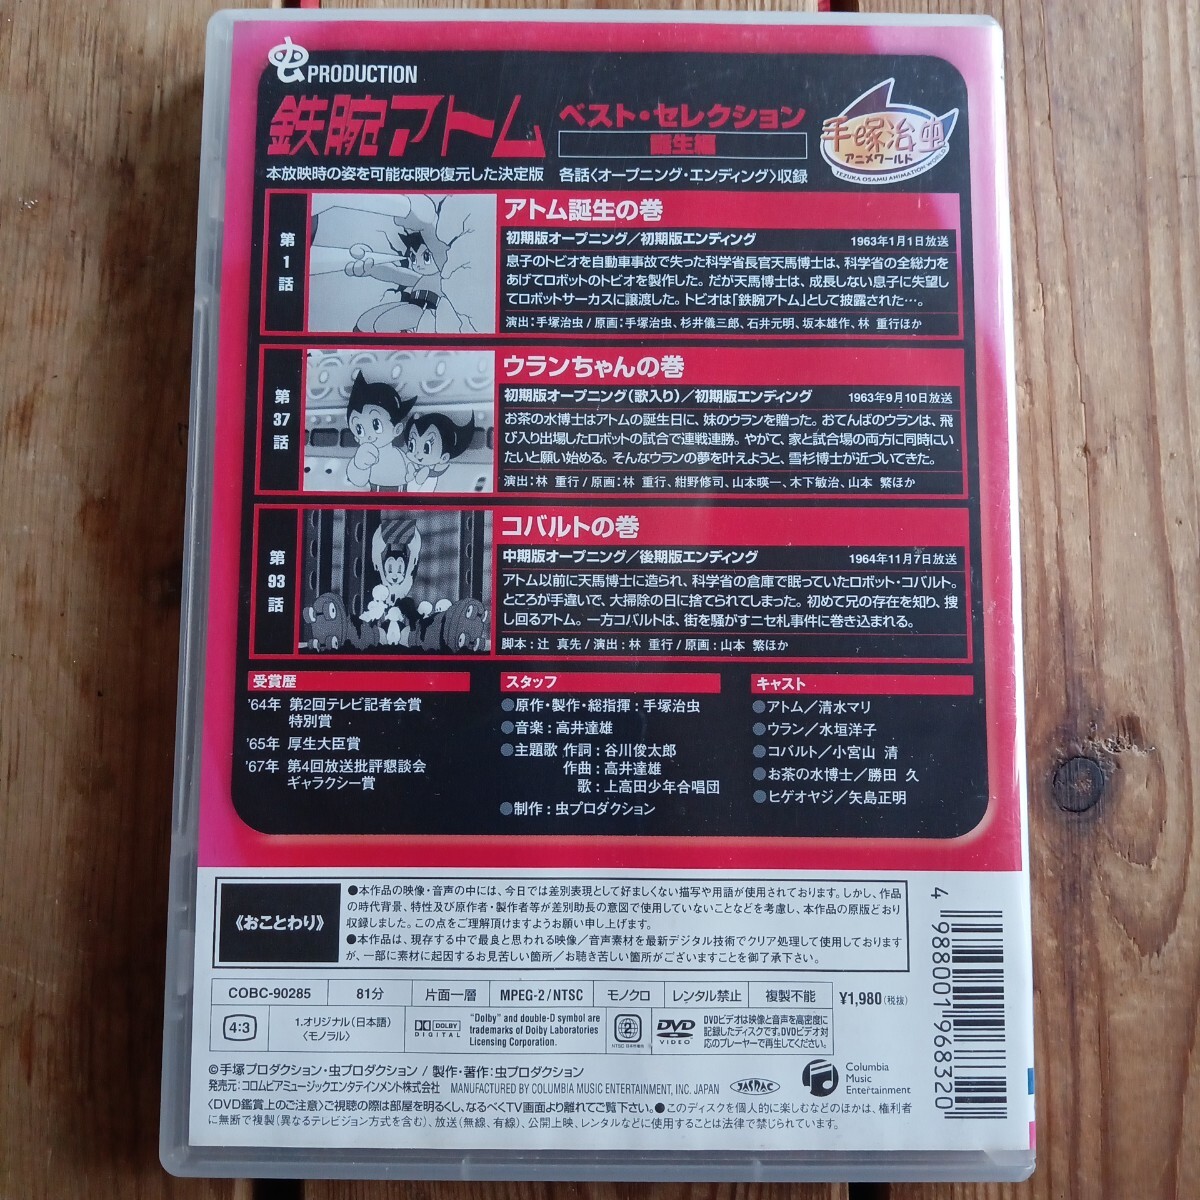 虫 PRODUCTION
鉄腕アトム
ベスト・セレクション
誕生編
手塚治虫
アニメワールド
TEZUKA OSAMU ANIMATION WORLD
本放映時の姿を可能な限り復元した決定版 各話〈オープニング・エンディング〉収録
第1話
アトム誕生の巻
初期版オープニング/初期版エンディング 1963年1月1日放送
息子のトビオを自動車事故で失った科学省長官天馬博士は、科学省の全総力を
あげてロボットのトビオを製作した。だが天馬博士は、成長しない息子に失望し
てロボットサーカスに譲渡した。トビオは「鉄腕アトム」として披露された…。
演出:手塚治虫/原画:手塚治虫、杉井儀三郎、石井元明、坂本雄作、林 重行ほか
第37話
ウランちゃんの巻
初期版オープニング(歌入り)/初期版エンディング 1963年9月10日放送
お茶の水博士はアトムの誕生日に、妹のウランを贈った。おてんばのウランは、飛
び入り出場したロボットの試合で連戦連勝。やがて、家と試合場の両方に同時にい
たいと願い始める。そんなウランの夢を叶えようと、雪杉博士が近づいてきた。
演出:林 重行/原画:林 重行、紺野修司、山本暎一、木下敏治、山本 繁ほか
第93話
コバルトの巻
中期版オープニング/後期版エンディング 1964年11月7日放送
アトム以前に天馬博士に造られ、科学省の倉庫で眠っていたロボット・コバルト。
ところが手違いで、大掃除の日に捨てられてしまった。初めて兄の存在を知り、捜
し回るアトム。一方コバルトは、街を騒がすニセ札事件に巻き込まれる。
脚本:辻 真先/演出:林 重行/原画:山本 繁ほか
受賞歴
'64年 第2回テレビ記者会賞
特別賞
'65年 厚生大臣賞
'67年 第4回放送批評懇談会
ギャラクシー賞
スタッフ
●原作・製作・総指揮:手塚治虫
●音楽:高井達雄
●主題歌 作詞:谷川俊太郎
作曲:高井達雄
歌:上高田少年合唱団
●制作:虫プロダクション
キャスト
●アトム/清水マリ
●ウラン/水垣洋子
●コバルト/小宮山 清
●お茶の水博士/勝田 久
●ヒゲオヤジ/矢島正明
《おことわり》
●本作品の映像・音声の中には、今日では差別表現として好ましくない描写や用語が使用されております。しかし、作品
の時代背景、特性及び原作者・製作者等が差別助長の意図で使用していないことなどを考慮し、本作品の原版どおり
収録しました。この点をご理解頂けますようお願い申し上げます。
●本作品は、現存する中で最良と思われる映像/音声素材を最新デジタル技術でクリア処理して使用しております
が、一部に素材に起因するお見苦しい箇所/お聴き苦しい箇所がございますことを御了承下さい。
COBC-90285 81分 片面一層 MPEG-2/NTSC モノクロ レンタル禁止 複製不能 ¥1,980(税抜)
4:3
1.オリジナル(日本語)
〈モノラル〉
DOLBY
DIGITAL
"Dolby" and double-D symbol are
trademarks of Dolby Laboratories
Licensing Corporation.
2
NTSC 日本市場向
DVD
VIDEO
DVDビデオは映像と音声を高密度に
記録したディスクです。DVDビデオ対
応のプレーヤーで再生してください。
©手塚プロダクション・虫プロダクション/製作・著作:虫プロダクション
発売元:コロムビアミュージックエンタテインメント株式会社 MANUFACTURED BY COLUMBIA MUSIC ENTERTAINMENT, INC. JAPAN
JASRAC
Columbia
Music
Entertainment
〈DVD鑑賞上のご注意〉ご視聴の際は部屋を明るくし、なるべくTV画面より離れてご覧下さい。●このディスクを個人的に楽しむなどのほかは、権利者
に無断で複製(異なるテレビジョン方式を含む)、放送(無線、有線)、公開上映、レンタルなどに使用することは法律で禁じられています。
4 988001 968320